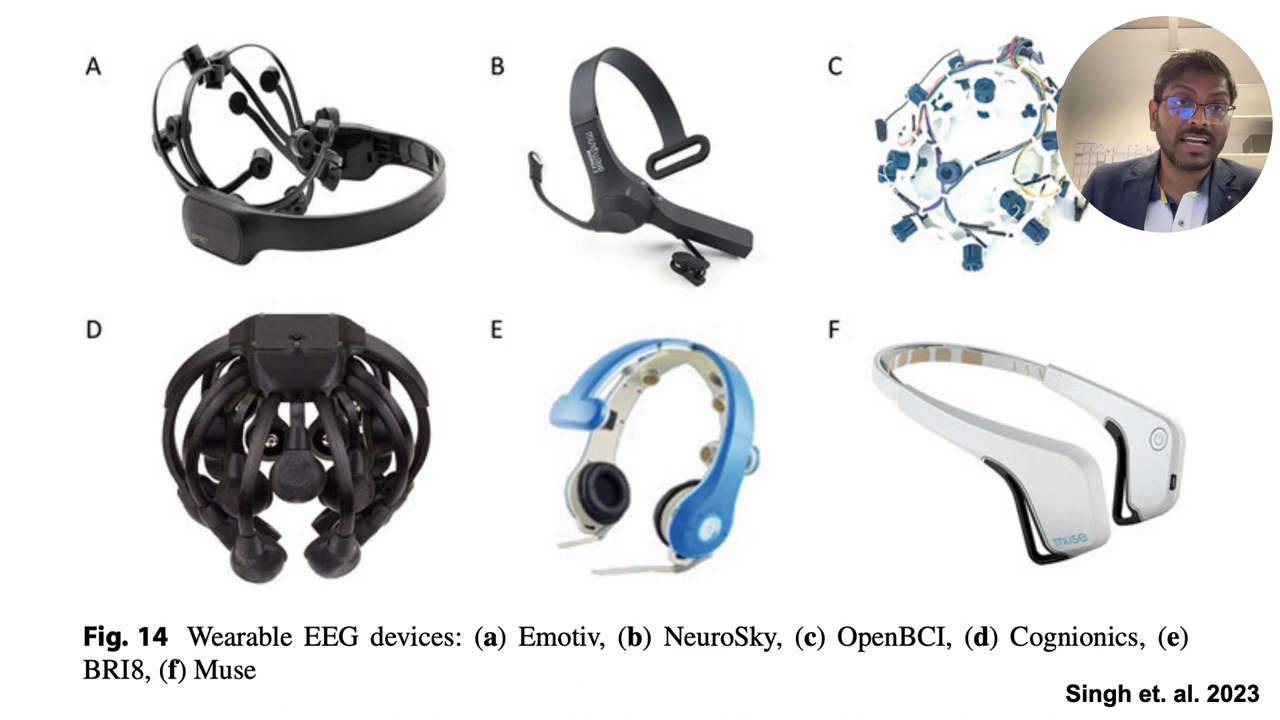 A
B
C
D
E
F
muse
Fig. 14 Wearable EEG devices: (a) Emotiv, (b) NeuroSky, (c) OpenBCI, (d) Cognionics, (e)
BRI8, (f) Muse
Singh et. al. 2023